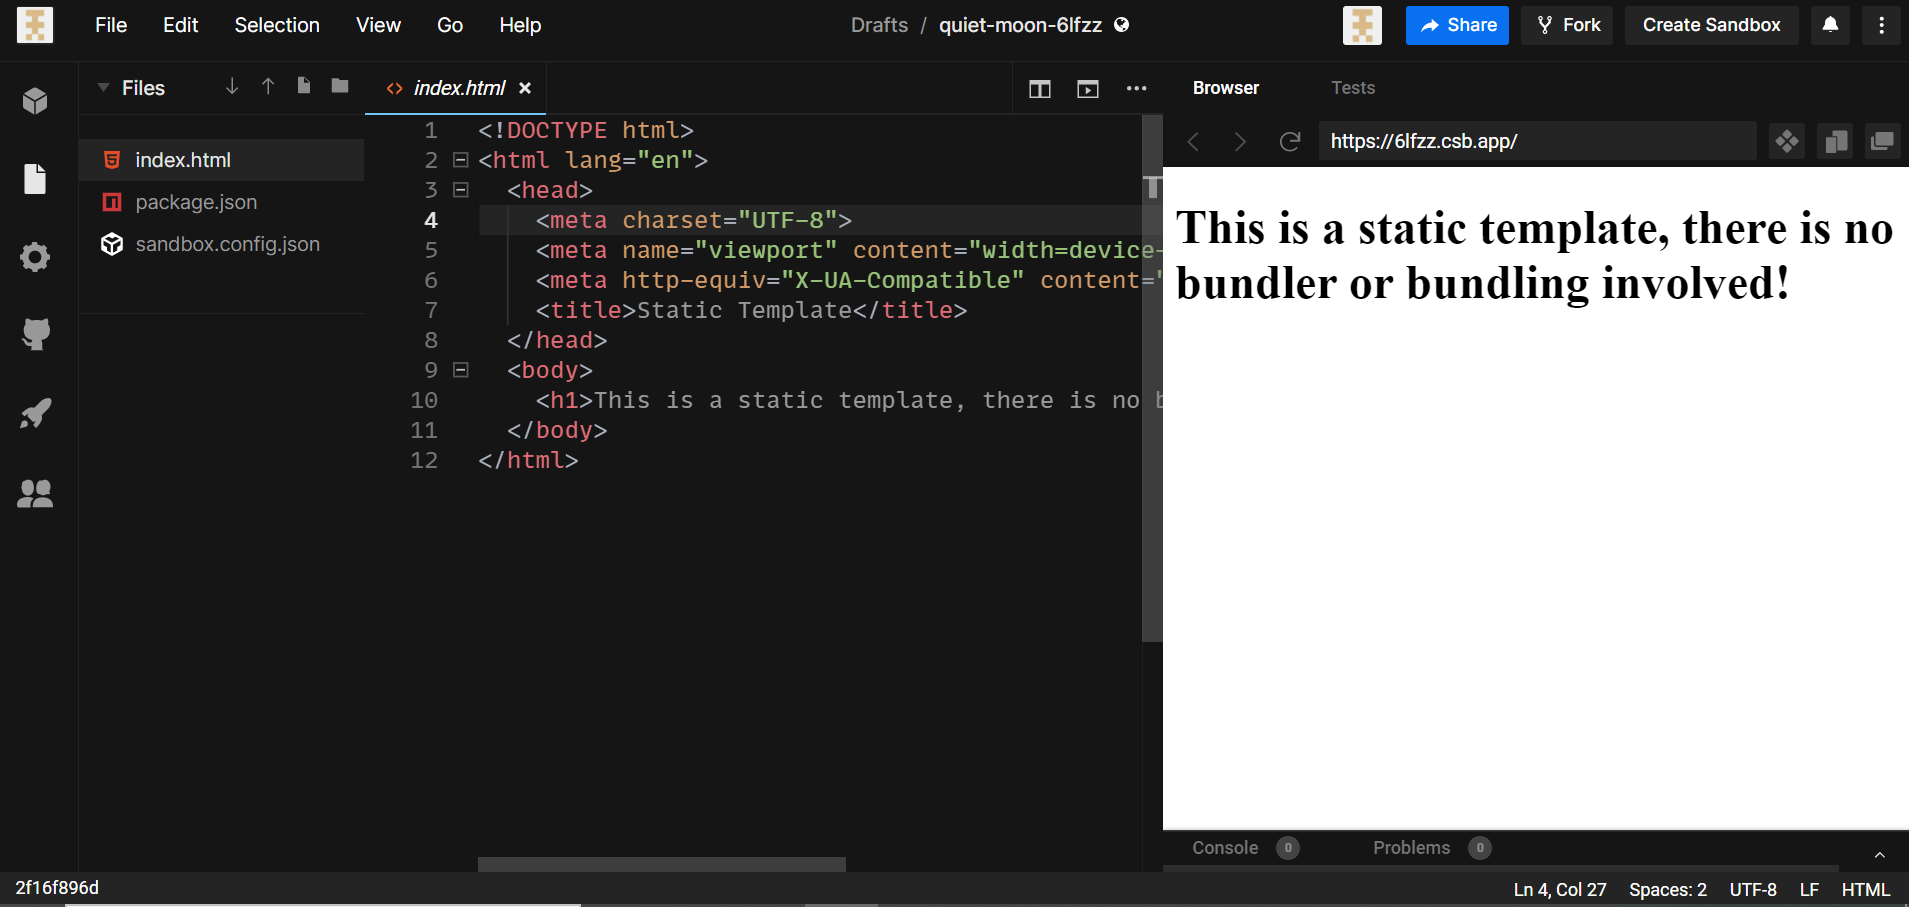 File Edit Selection View Go Help
Drafts / quiet-moon-6lfzz
Share Fork Create Sandbox
Files
index.html
package.json
sandbox.config.json
index.html
1 <!DOCTYPE html>
2 <html lang="en">
3 <head>
4 <meta charset="UTF-8">
5 <meta name="viewport" content="width=device-
6 <meta http-equiv="X-UA-Compatible" content="
7 <title>Static Template</title>
8 </head>
9 <body>
10 <h1>This is a static template, there is no b
11 </body>
12 </html>
Browser Tests
https://6lfzz.csb.app/
This is a static template, there is no
bundler or bundling involved!
Console 0 Problems 0
2f16f896d
Ln 4, Col 27 Spaces: 2 UTF-8 LF HTML